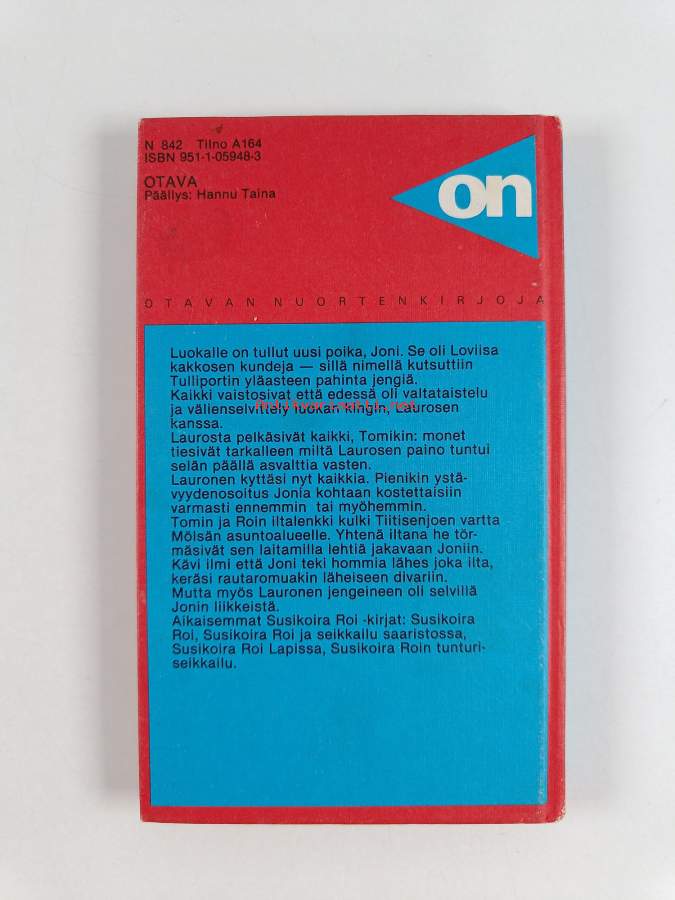 N 842 Tilno A164
ISBN 951-1-05948-3
OTAVA
Päällys: Hannu Taina
on
OTAVAN NUORTENKIRJOJA
Luokalle on tullut uusi poika, Joni. Se oli Loviisa
kakkosen kundeja — sillä nimellä kutsuttiin
Tulliportin yläasteen pahinta jengiä.
Kaikki vaistosivat että edessä oli valtataistelu
ja välienselvittely luokan kingin, Laurosen
kanssa.
Laurosta pelkäsivät kaikki, Tomikin: monet
tiesivät tarkalleen miltä Laurosen paino tuntui
selän päällä asvalttia vasten.
Lauronen kyttäsi nyt kaikkia. Pienikin ystä-
vyydenosoitus Jonia kohtaan kostettaisiin
varmasti ennemmin tai myöhemmin.
Tomin ja Roin iltalenkki kulki Tiitisenjoen vartta
Mölsän asuntoalueelle. Yhtenä iltana he tör-
mäsivät sen laitamilla lehtiä jakavaan Joniin.
Kävi ilmi että Joni teki hommia lähes joka ilta,
keräsi rautaromuakin läheiseen divariin.
Mutta myös Lauronen jengeineen oli selvillä
Jonin liikkeistä.
Aikaisemmat Susikoira Roi -kirjat: Susikoira
Roi, Susikoira Roi ja seikkailu saaristossa,
Susikoira Roi Lapissa, Susikoira Roin tunturi-
seikkailu.